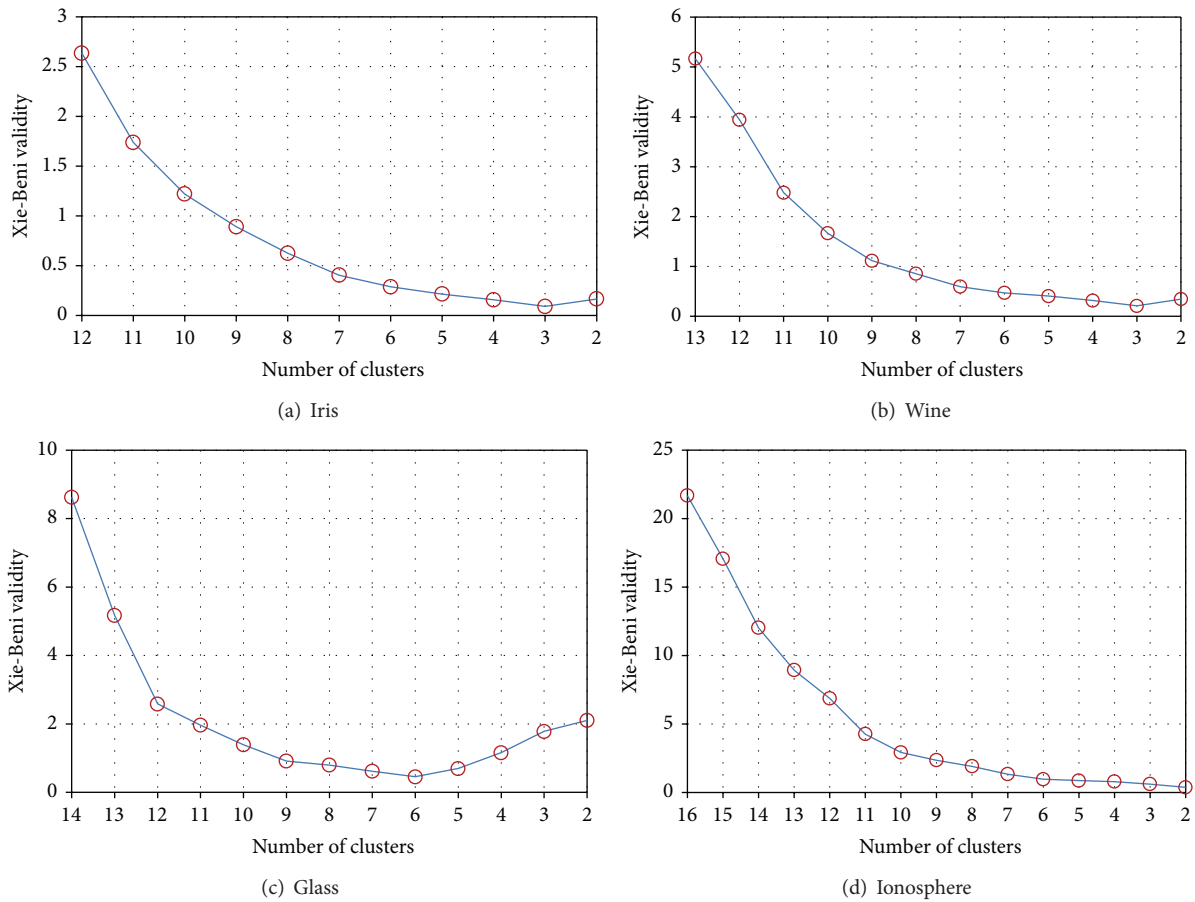 3
2.5
2
1.5
1
0.5
0
Xie-Beni validity
12 11 10 9 8 7 6 5 4 3 2
Number of clusters
(a) Iris
6
5
4
3
2
1
0
Xie-Beni validity
13 12 11 10 9 8 7 6 5 4 3 2
Number of clusters
(b) Wine
10
8
6
4
2
0
Xie-Beni validity
14 13 12 11 10 9 8 7 6 5 4 3 2
Number of clusters
(c) Glass
25
20
15
10
5
0
Xie-Beni validity
16 15 14 13 12 11 10 9 8 7 6 5 4 3 2
Number of clusters
(d) Ionosphere